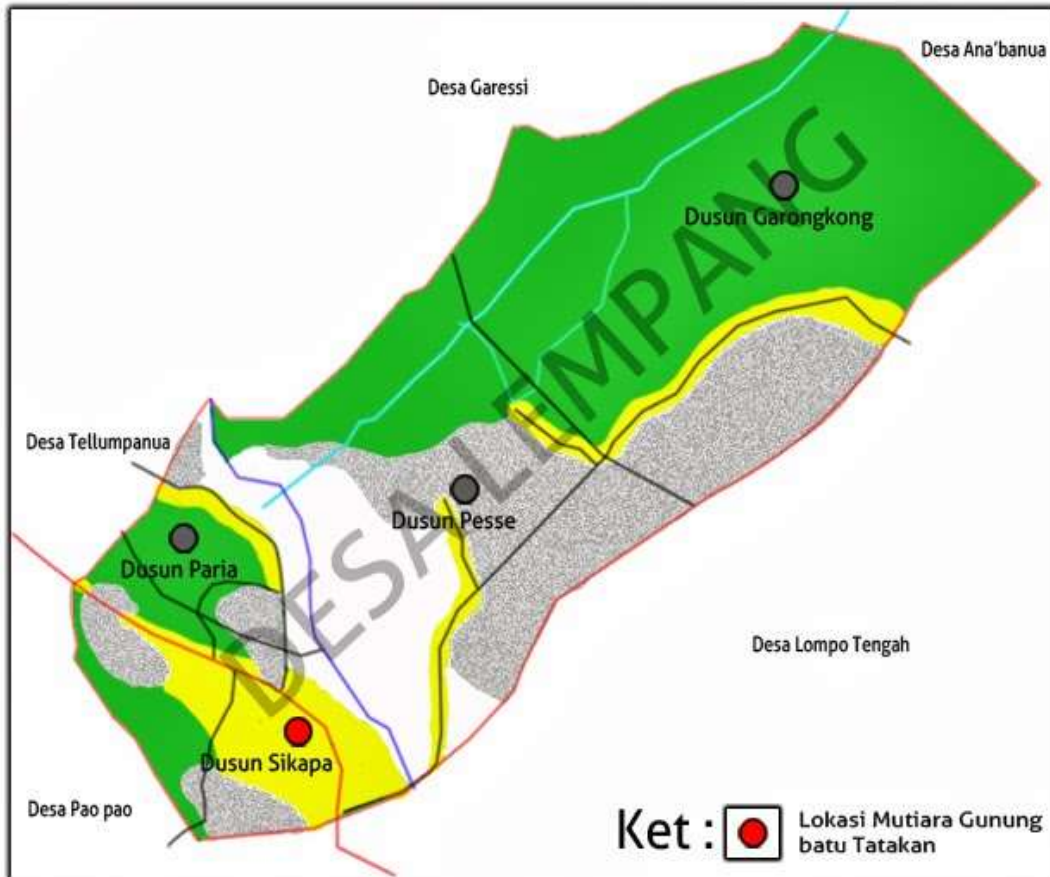 Desa Ana'banua
Desa Garessi
Dusun Garongkong
DESA LEMPANG
Desa Tellumpanua
Dusun Pesse
Dusun Paria
Desa Lompo Tengah
Dusun Sikapa
Desa Pao pao
Ket :
Lokasi Mutiara Gunung
batu Tatakan